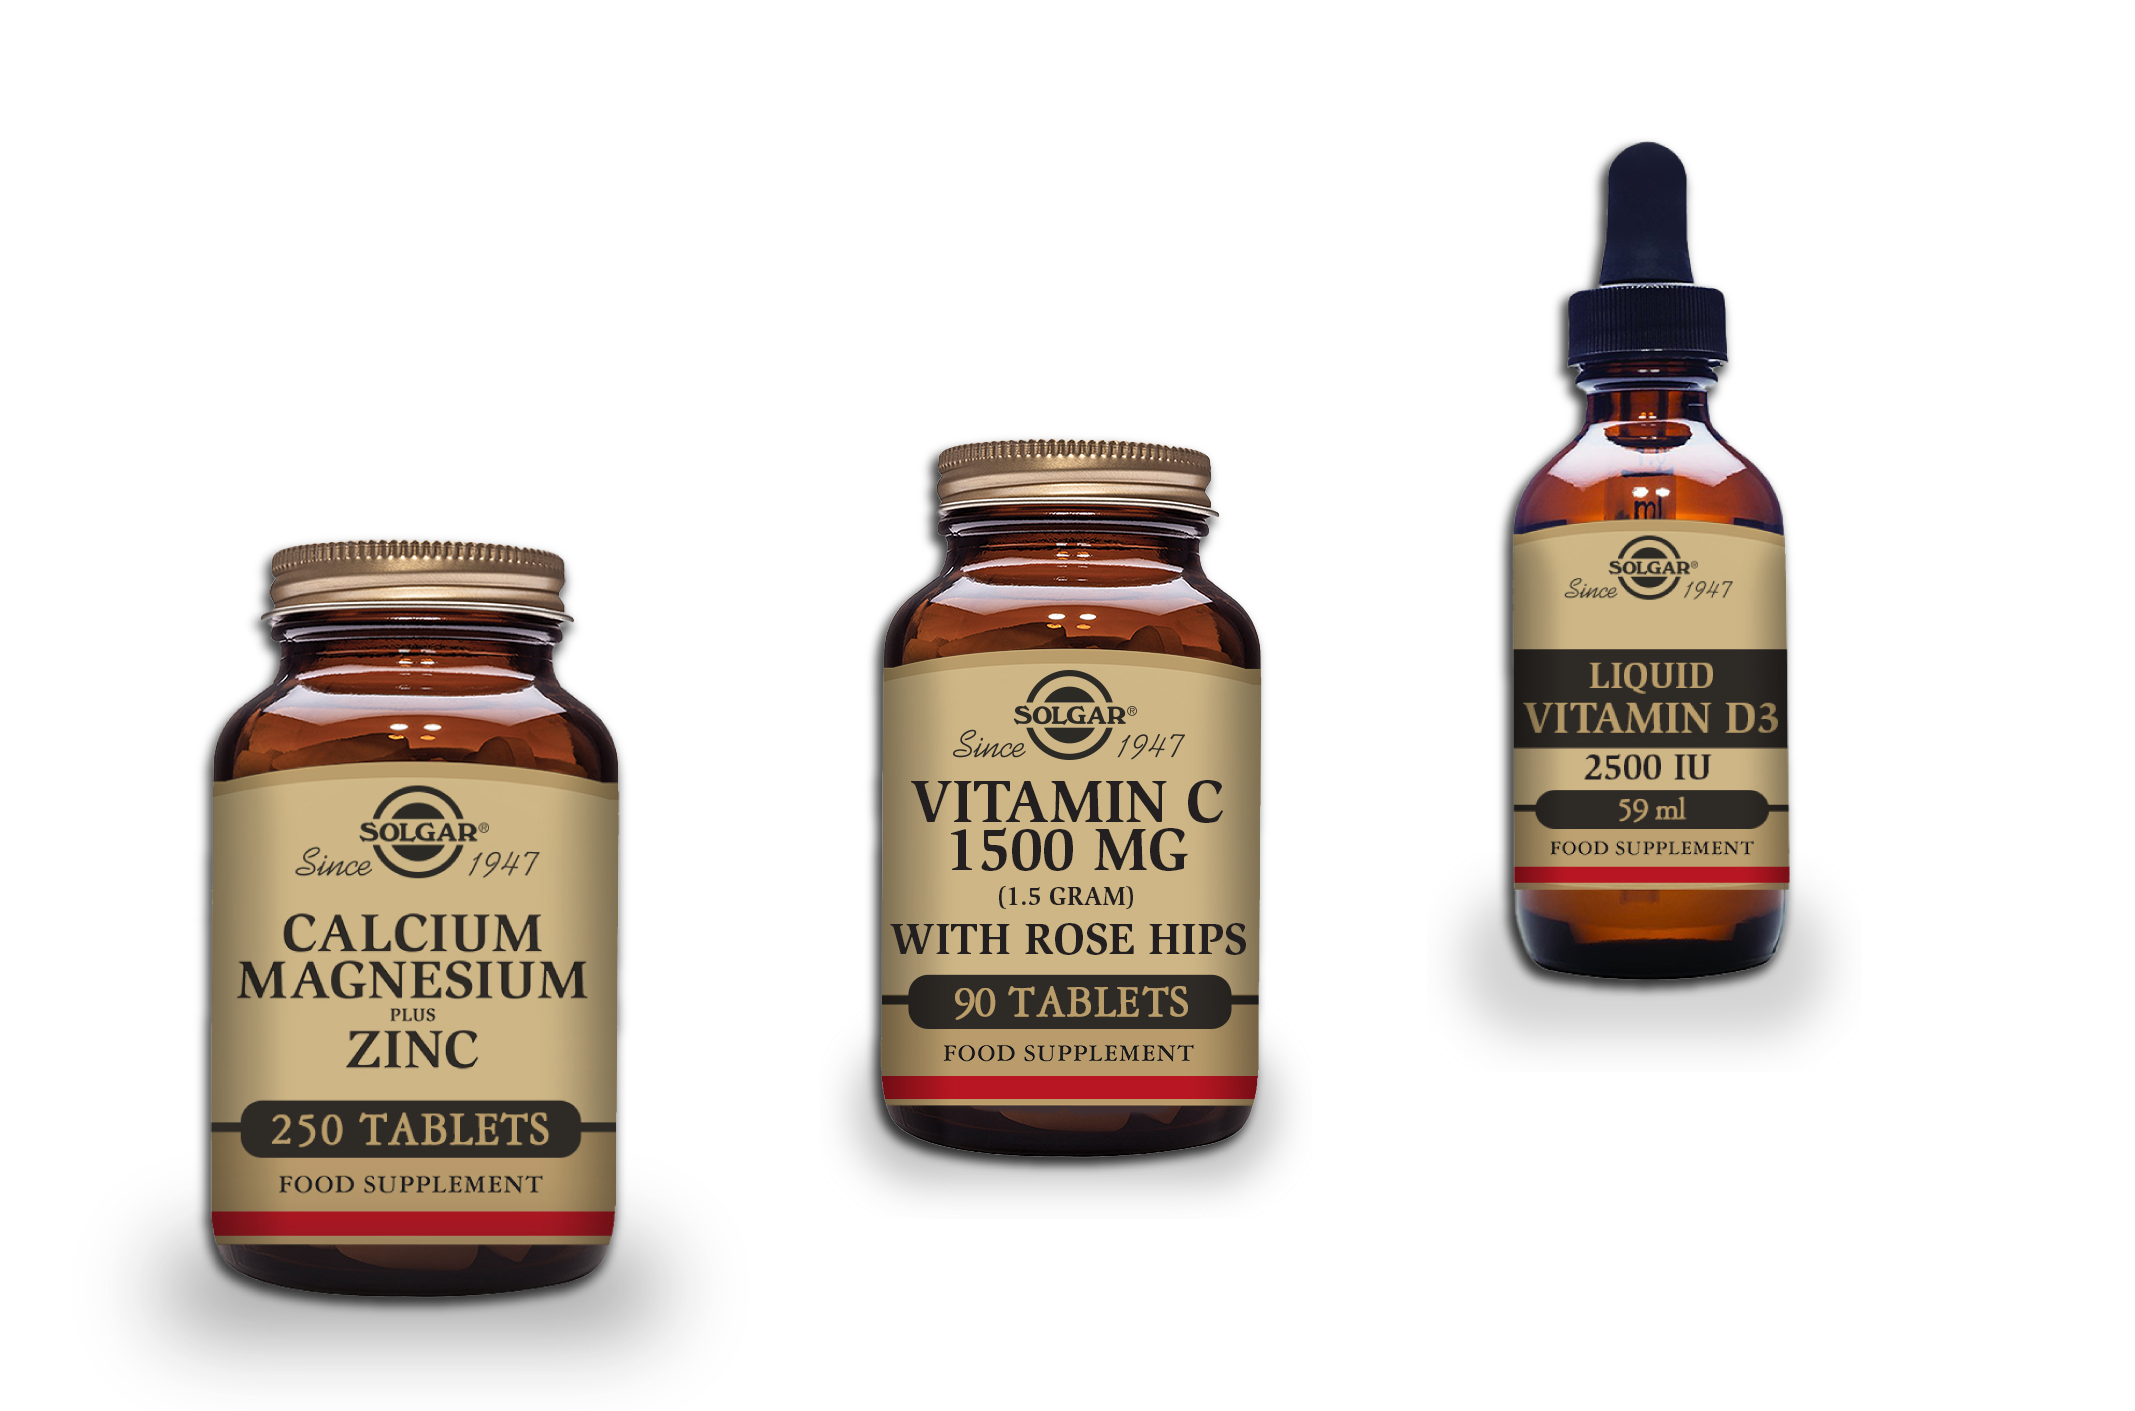 SOLGAR®
Since 1947
CALCIUM
MAGNESIUM
PLUS
ZINC
250 TABLETS
FOOD SUPPLEMENT
SOLGAR®
Since 1947
VITAMIN C
1500 MG
(1.5 GRAM)
WITH ROSE HIPS
90 TABLETS
FOOD SUPPLEMENT
ml
SOLGAR®
Since 1947
LIQUID
VITAMIN D3
2500 IU
59 ml
FOOD SUPPLEMENT